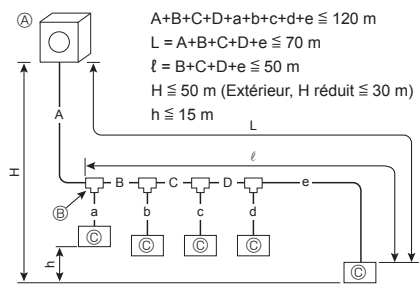 Ⓐ
A+B+C+D+a+b+c+d+e ≦ 120 m
L = A+B+C+D+e ≦ 70 m
ℓ = B+C+D+e ≦ 50 m
H ≦ 50 m (Extérieur, H réduit ≦ 30 m)
h ≦ 15 m
A
L
H
ℓ
B C D e
Ⓑ
a b c d
Ⓒ Ⓒ Ⓒ Ⓒ
h
Ⓒ